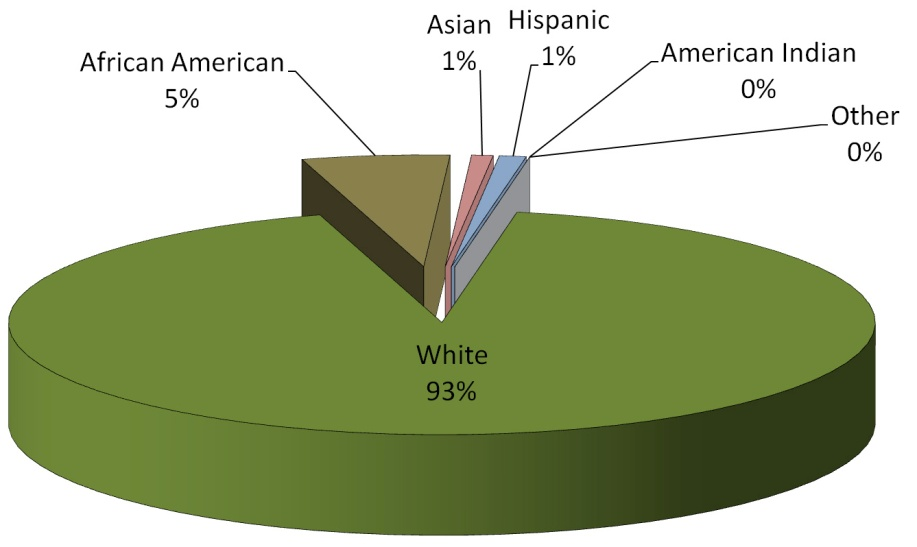 African American
5%
Asian
1%
Hispanic
1%
American Indian
0%
Other
0%
White
93%